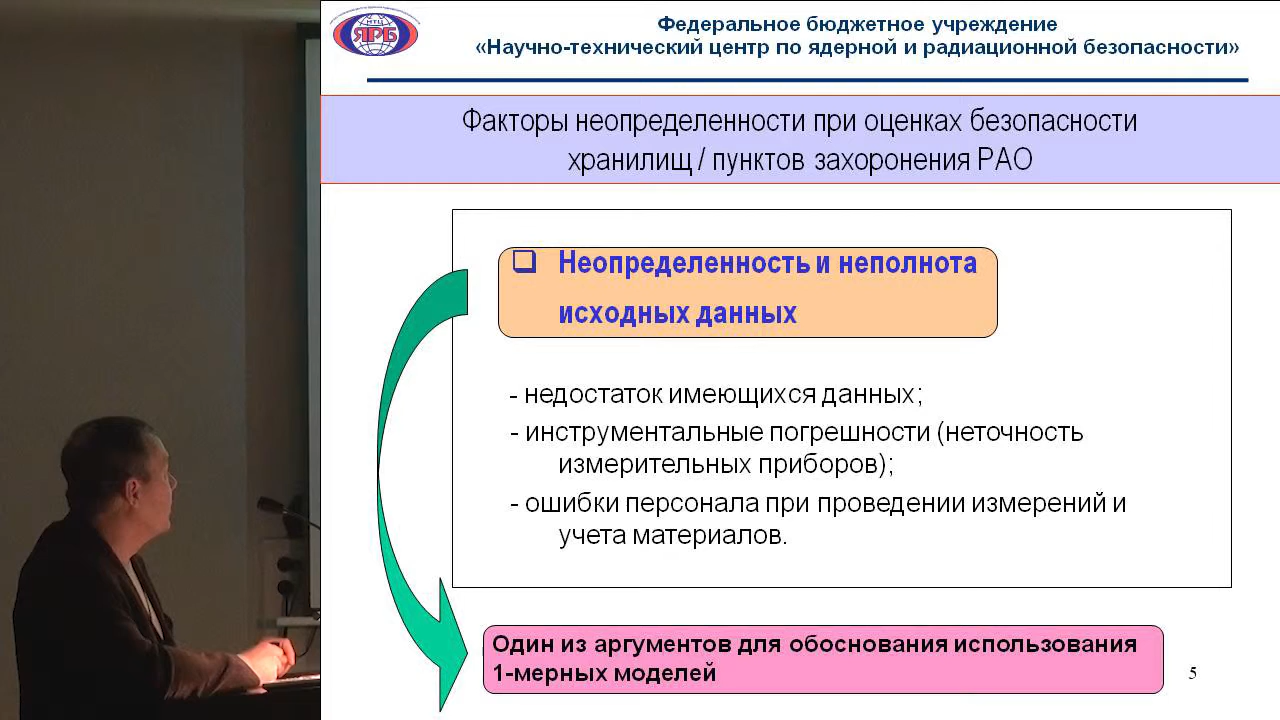 НТЦ
ЯРБ
Федеральное бюджетное учреждение
«Научно-технический центр по ядерной и радиационной безопасности»
Факторы неопределенности при оценках безопасности
хранилищ / пунктов захоронения РАО
❑ Неопределенность и неполнота
исходных данных
- недостаток имеющихся данных;
- инструментальные погрешности (неточность
измерительных приборов);
- ошибки персонала при проведении измерений и
учета материалов.
Один из аргументов для обоснования использования
1-мерных моделей
5